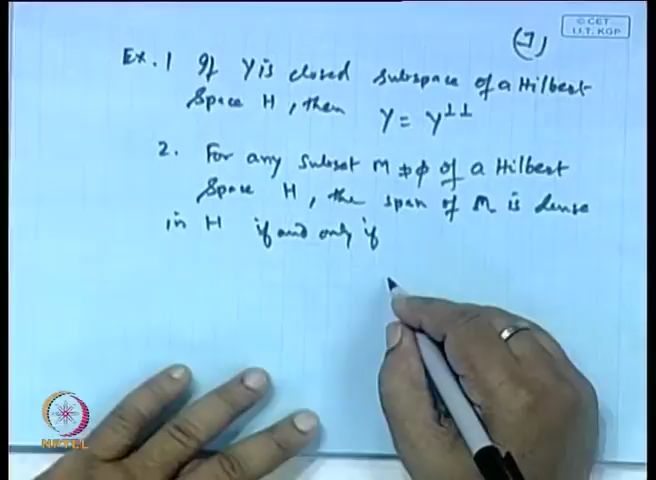 (7)
© CET
I.I.T. KGP
Ex. 1 If Y is closed subspace of a Hilbert
Space H, then Y = Y⊥⊥
2. For any subset M ≠ φ of a Hilbert
Space H, the span of M is dense
in H if and only if
NPTEL